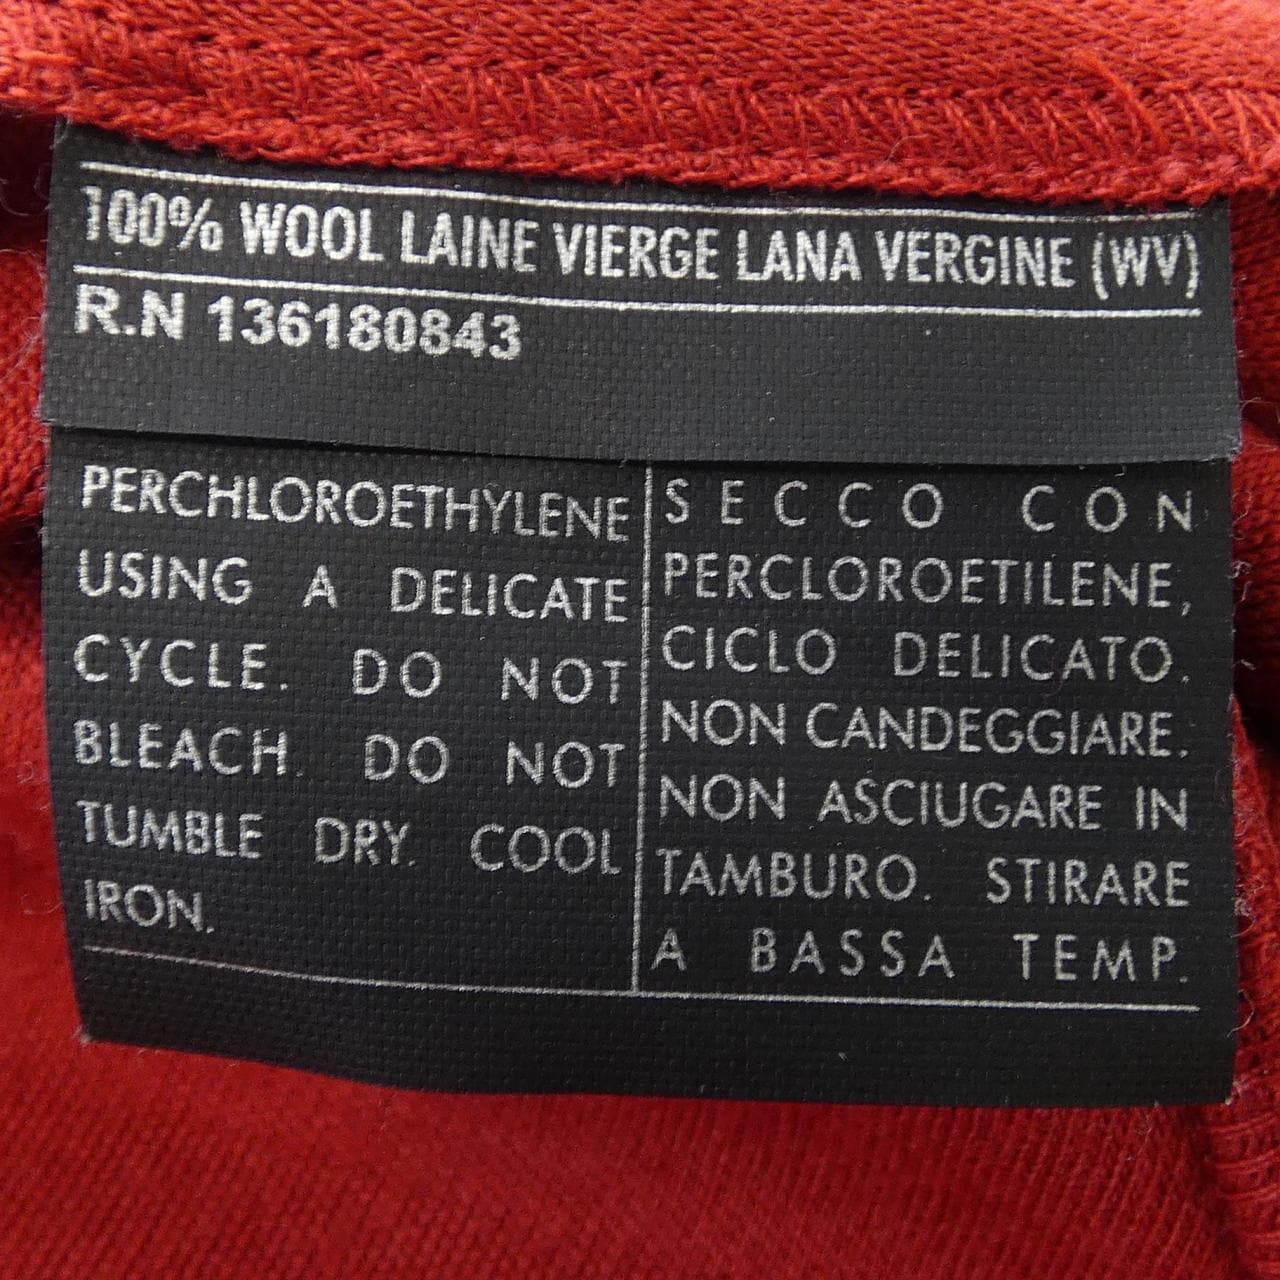 100% WOOL LAINE VIERGE LANA VERGINE (WV)
R.N 136180843
PERCHLOROETHYLENE
USING A DELICATE
CYCLE. DO NOT
BLEACH. DO NOT
TUMBLE DRY. COOL
IRON.
SECCO CON
PERCLOROETILENE,
CICLO DELICATO.
NON CANDEGGIARE.
NON ASCIUGARE IN
TAMBURO. STIRARE
A BASSA TEMP.